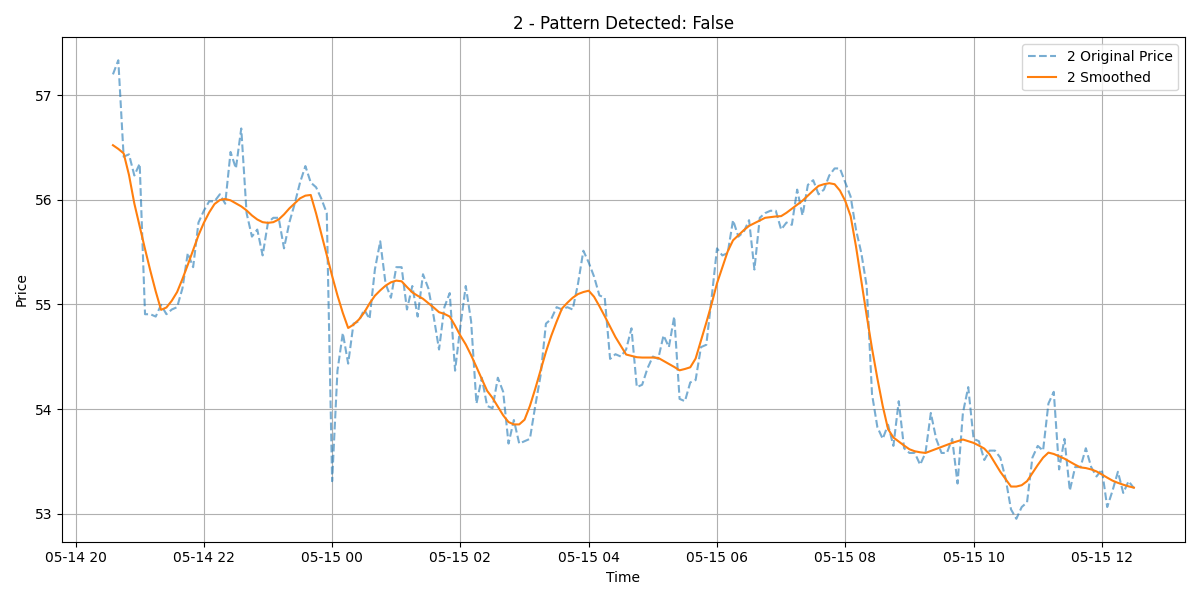 2 - Pattern Detected: False
2 Original Price
2 Smoothed
Price
57
56
55
54
53
05-14 20
05-14 22
05-15 00
05-15 02
05-15 04
05-15 06
05-15 08
05-15 10
05-15 12
Time